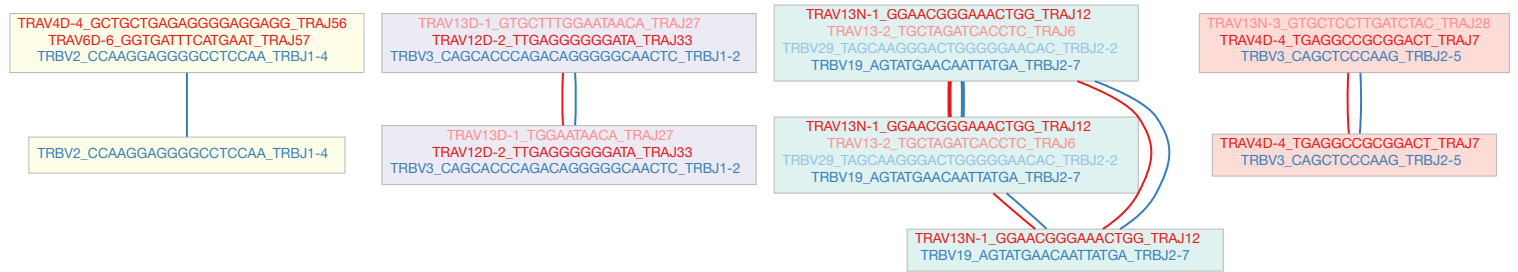 TRAV4D-4_GCTGCTGAGAGGGGAGGAGG_TRAJ56
TRAV6D-6_GGTGATTTCATGAAT_TRAJ57
TRBV2_CCAAGGAGGGGCCTCCAA_TRBJ1-4
TRBV2_CCAAGGAGGGGCCTCCAA_TRBJ1-4
TRAV13D-1_GTGCTTTGGAATAACA_TRAJ27
TRAV12D-2_TTGAGGGGGGATA_TRAJ33
TRBV3_CAGCACCCAGACAGGGGGCAACTC_TRBJ1-2
TRAV13D-1_TGGAATAACA_TRAJ27
TRAV12D-2_TTGAGGGGGGATA_TRAJ33
TRBV3_CAGCACCCAGACAGGGGGCAACTC_TRBJ1-2
TRAV13N-1_GGAACGGGAAACTGG_TRAJ12
TRAV13-2_TGCTAGATCACCTC_TRAJ6
TRBV29_TAGCAAGGGACTGGGGGAACAC_TRBJ2-2
TRBV19_AGTATGAACAATTATGA_TRBJ2-7
TRAV13N-1_GGAACGGGAAACTGG_TRAJ12
TRAV13-2_TGCTAGATCACCTC_TRAJ6
TRBV29_TAGCAAGGGACTGGGGGAACAC_TRBJ2-2
TRBV19_AGTATGAACAATTATGA_TRBJ2-7
TRAV13N-1_GGAACGGGAAACTGG_TRAJ12
TRBV19_AGTATGAACAATTATGA_TRBJ2-7
TRAV13N-3_GTGCTCCTTGATCTAC_TRAJ28
TRAV4D-4_TGAGGCCGCGGACT_TRAJ7
TRBV3_CAGCTCCCAAG_TRBJ2-5
TRAV4D-4_TGAGGCCGCGGACT_TRAJ7
TRBV3_CAGCTCCCAAG_TRBJ2-5